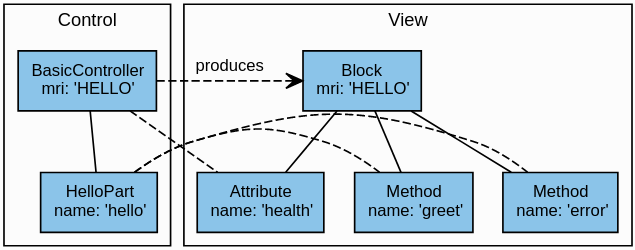 Control
View
BasicController
mri: 'HELLO'
produces
Block
mri: 'HELLO'
HelloPart
name: 'hello'
Attribute
name: 'health'
Method
name: 'greet'
Method
name: 'error'